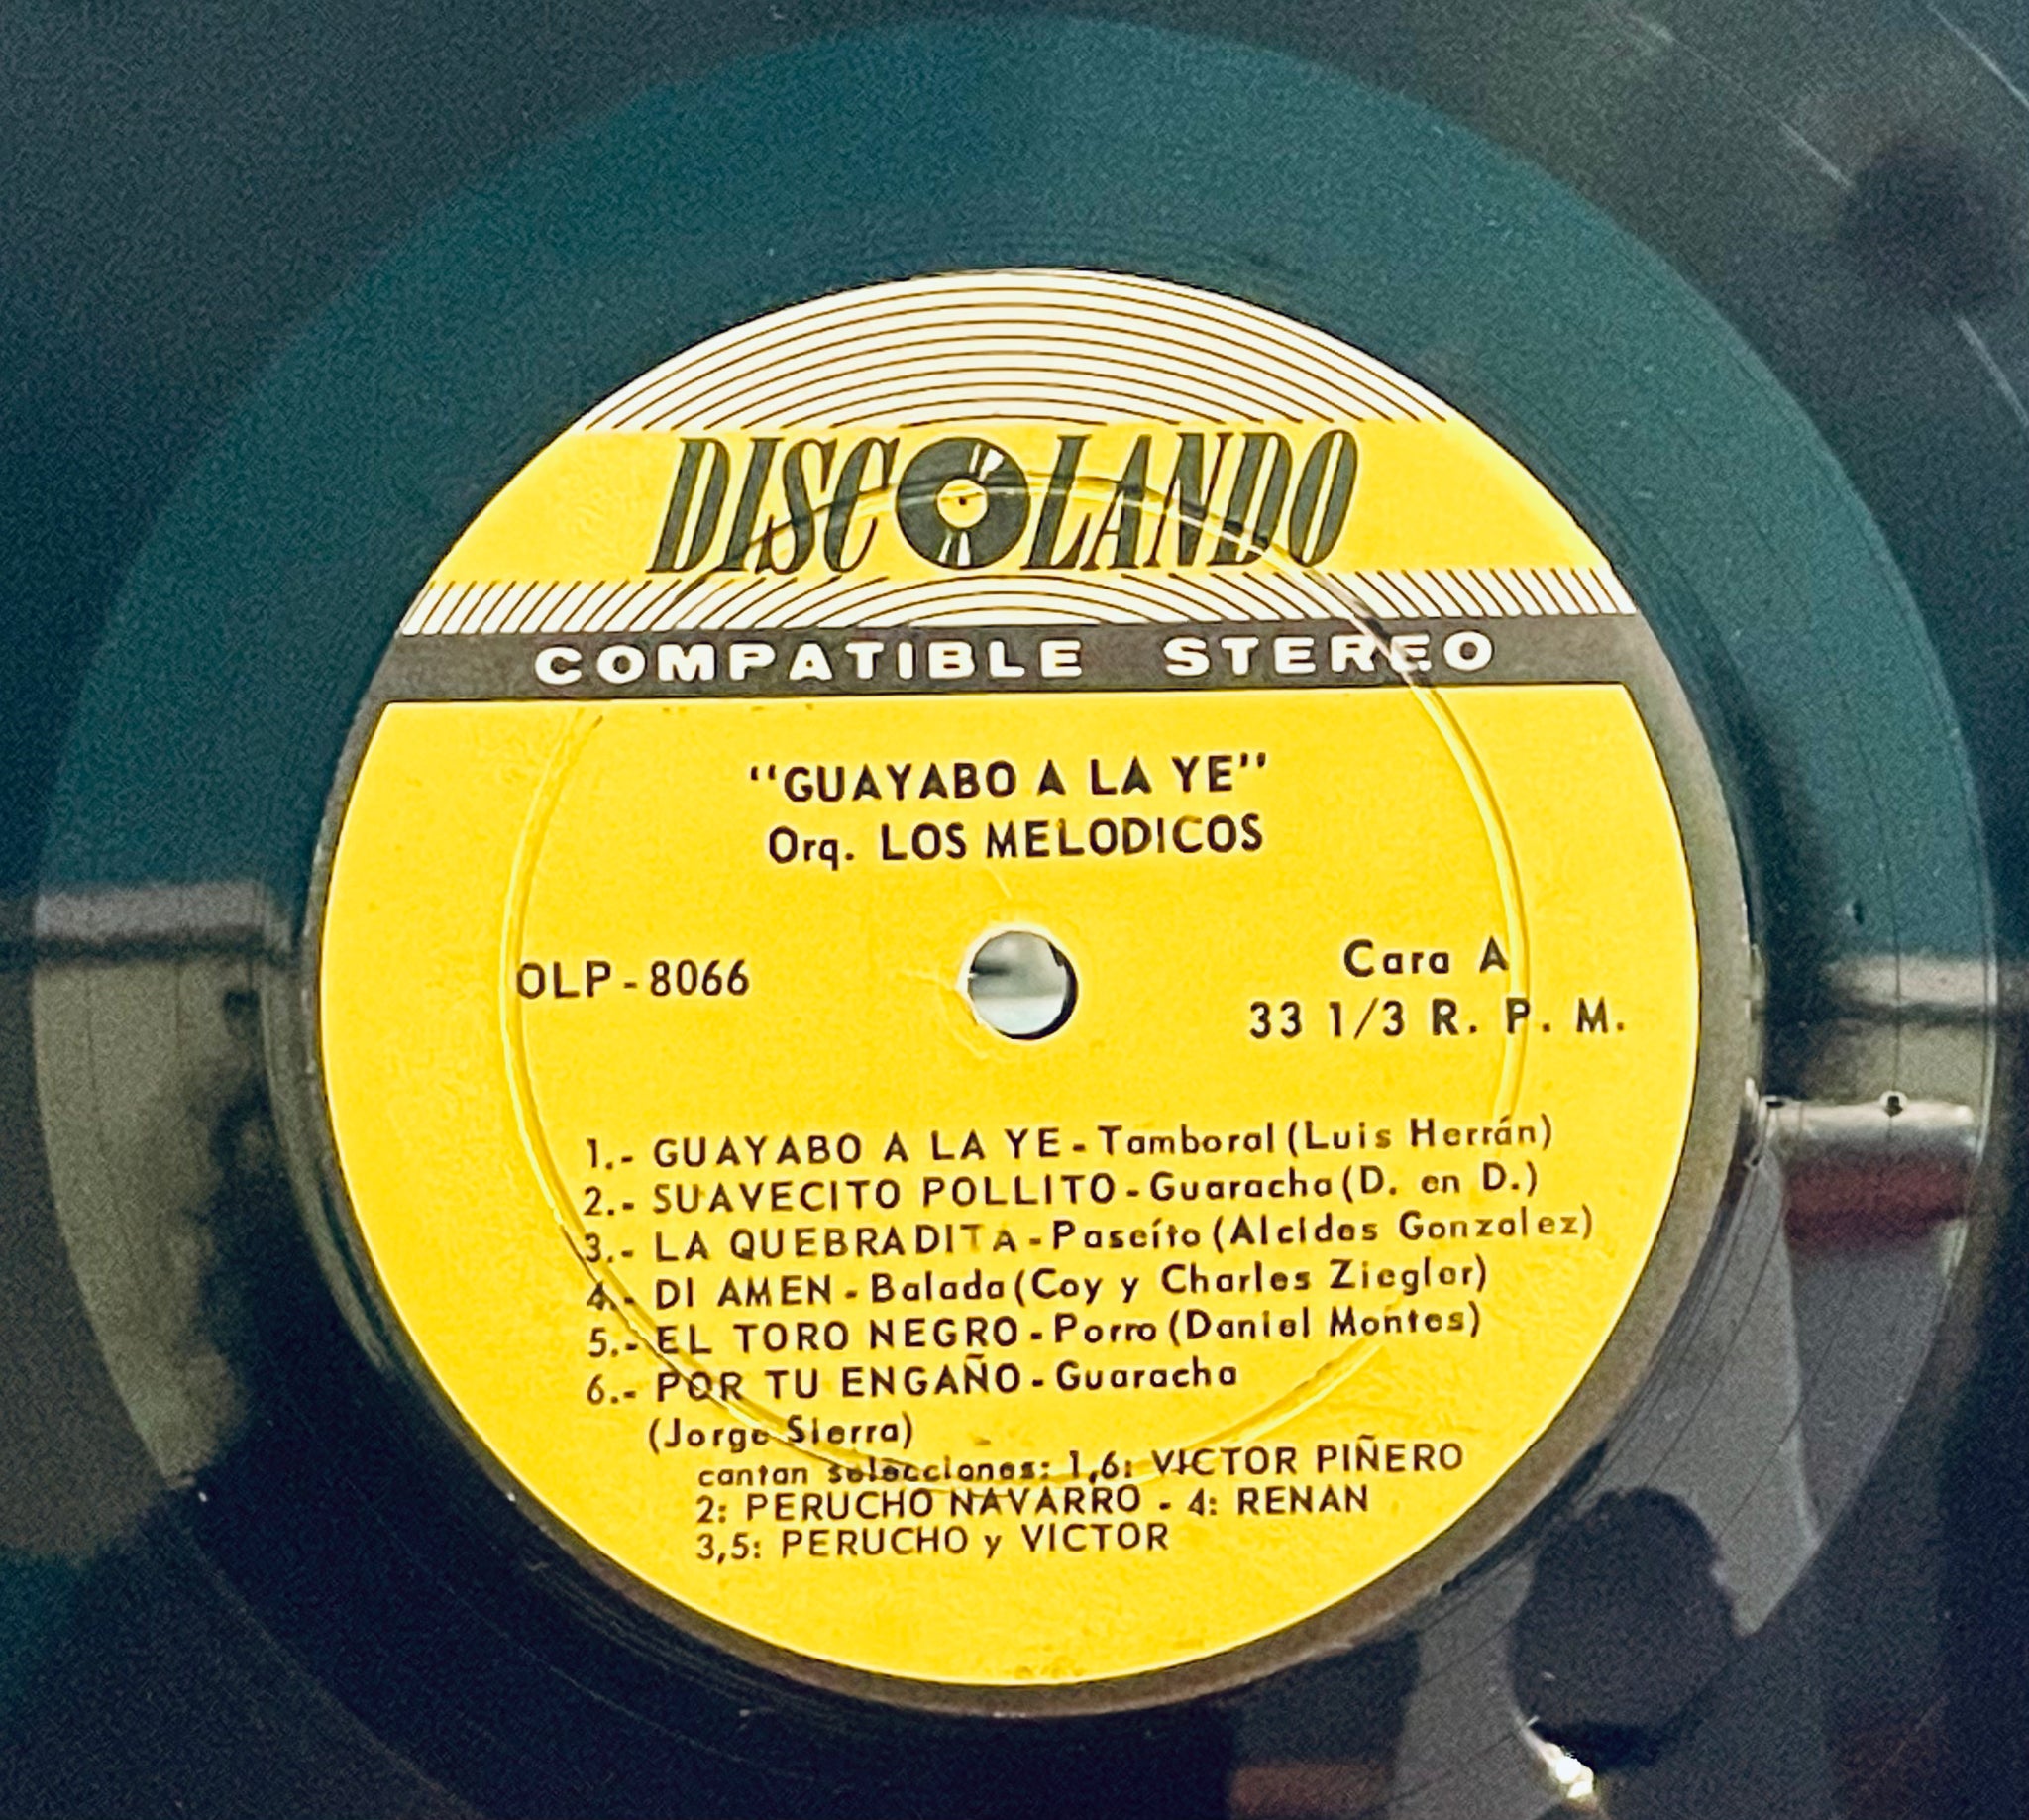 DISCOLANDO
COMPATIBLE STEREO
"GUAYABO A LA YE"
Orq. LOS MELODICOS
OLP - 8066
Cara A
33 1/3 R. P. M.
1.- GUAYABO A LA YE - Tamboral (Luis Herrán)
2.- SUAVECITO POLLITO - Guaracha (D. en D.)
3.- LA QUEBRADITA - Paseíto (Alcides Gonzalez)
4.- DI AMEN - Balada (Coy y Charles Ziegler)
5.- EL TORO NEGRO - Porro (Daniel Montes)
6.- POR TU ENGAÑO - Guaracha
(Jorge Sierra)
cantan selecciones: 1,6: VICTOR PIÑERO
2: PERUCHO NAVARRO - 4: RENAN
3,5: PERUCHO y VICTOR